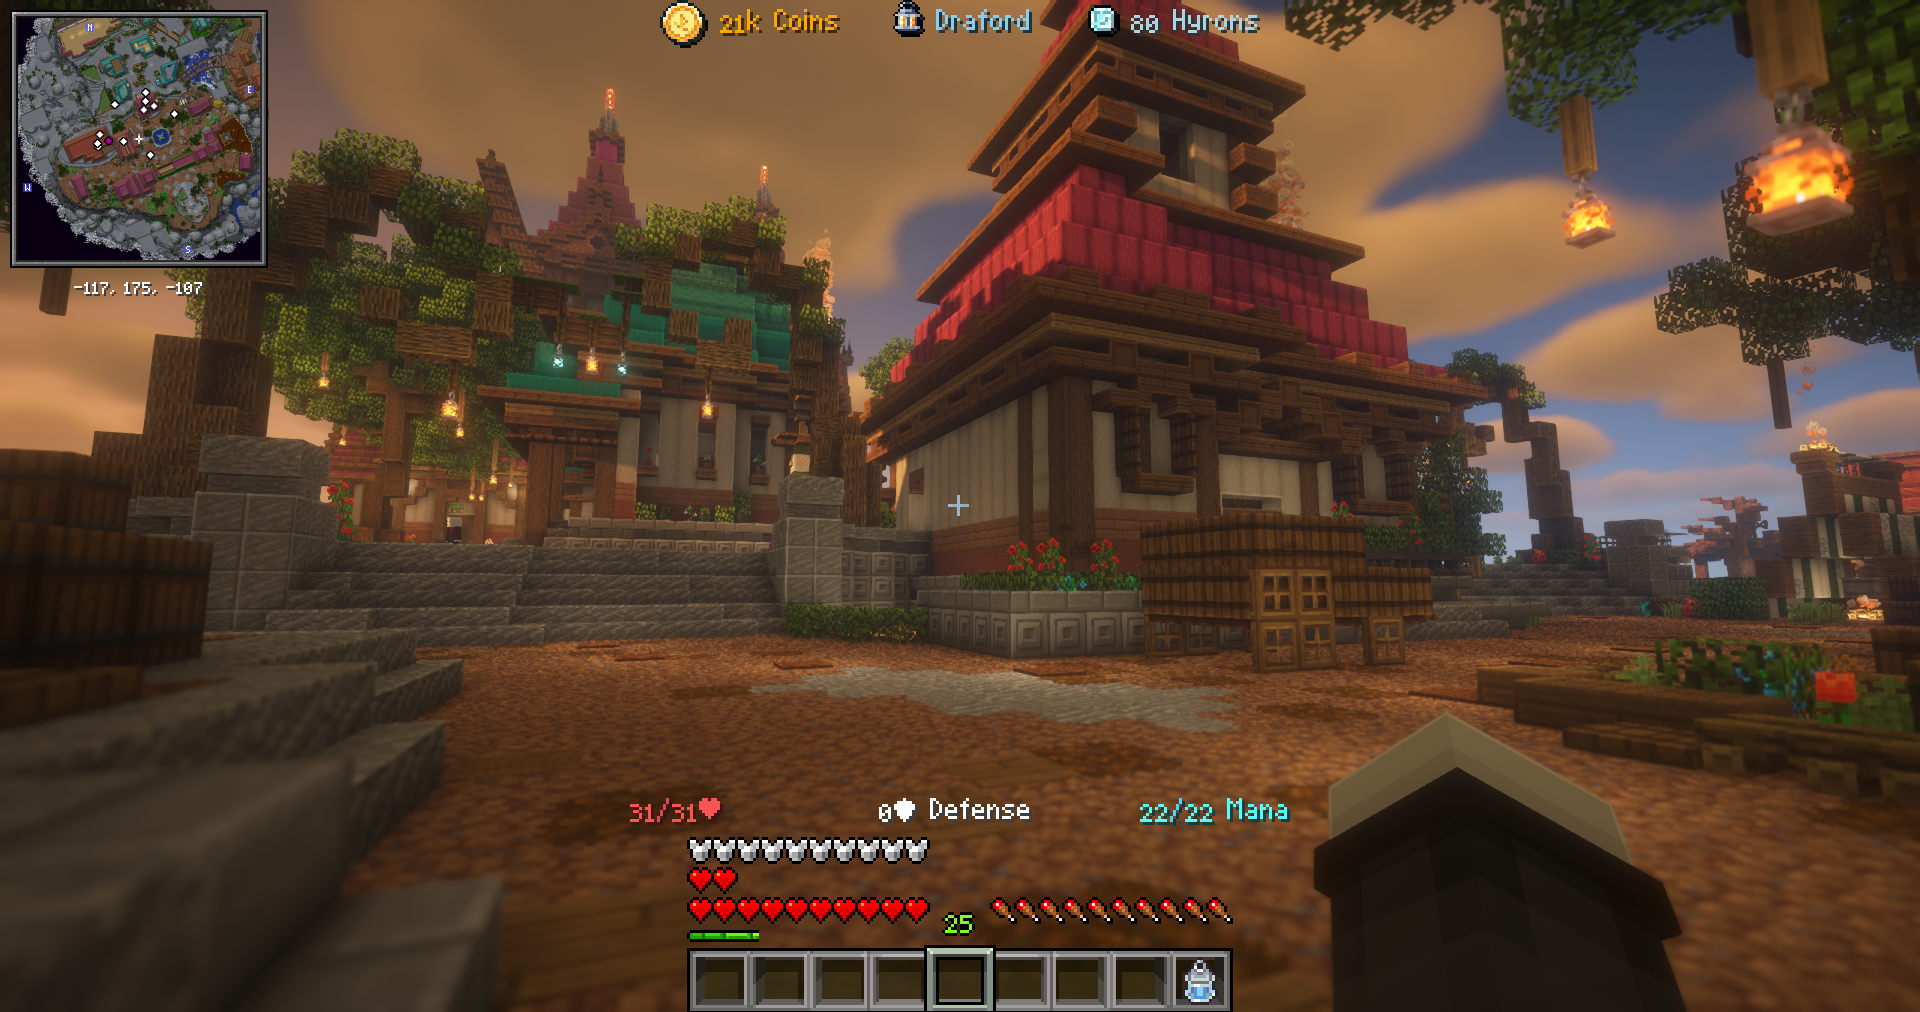 21k Coins
Draford
80 Hyrons
N
E
W
S
-117, 175, -107
31/31
0 Defense
22/22 Mana
25